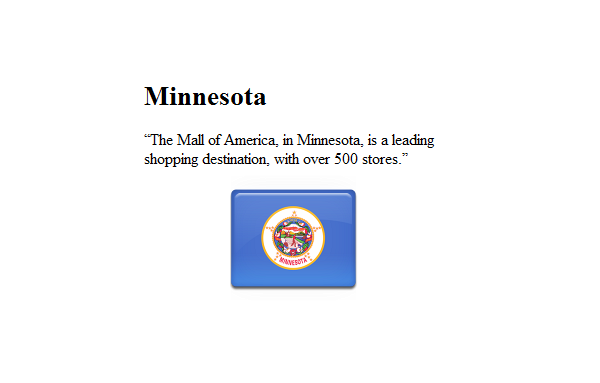 Minnesota
“The Mall of America, in Minnesota, is a leading
shopping destination, with over 500 stores.”
MINNESOTA